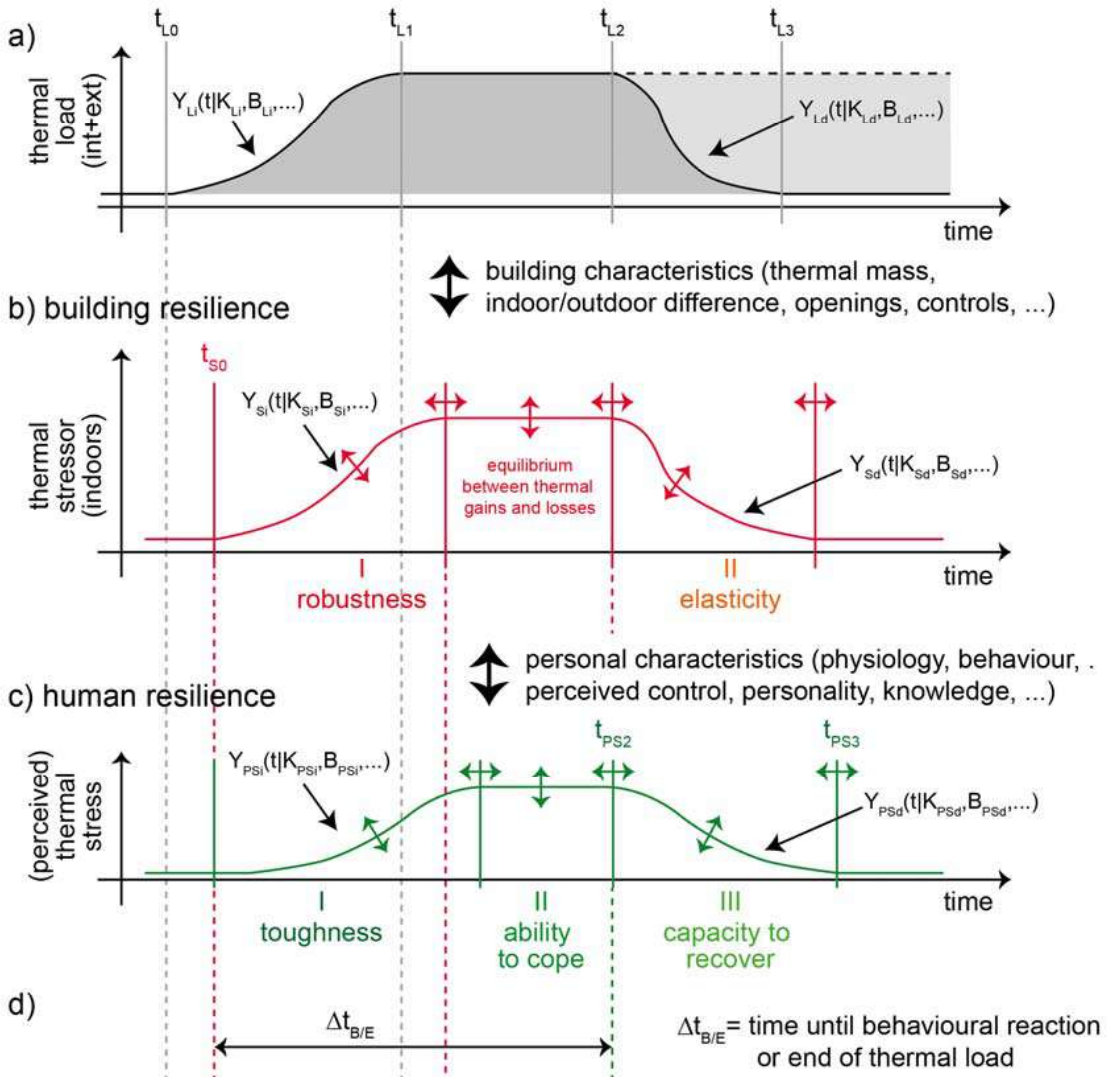 a)
t_L0
t_L1
t_L2
t_L3
thermal
load
(int+ext)
Y_Li(t|K_Li,B_Li,...)
Y_Ld(t|K_Ld,B_Ld,...)
time
building characteristics (thermal mass,
indoor/outdoor difference, openings, controls, ...)
b) building resilience
t_S0
thermal
stressor
(indoors)
Y_Si(t|K_Si,B_Si,...)
equilibrium
between thermal
gains and losses
Y_Sd(t|K_Sd,B_Sd,...)
time
I
robustness
II
elasticity
personal characteristics (physiology, behaviour, .
perceived control, personality, knowledge, ...)
c) human resilience
t_PS2
t_PS3
(perceived)
thermal
stress
Y_PSi(t|K_PSi,B_PSi,...)
Y_PSd(t|K_PSd,B_PSd,...)
time
I
toughness
II
ability
to cope
III
capacity to
recover
d)
Δt_B/E
Δt_B/E= time until behavioural reaction
or end of thermal load